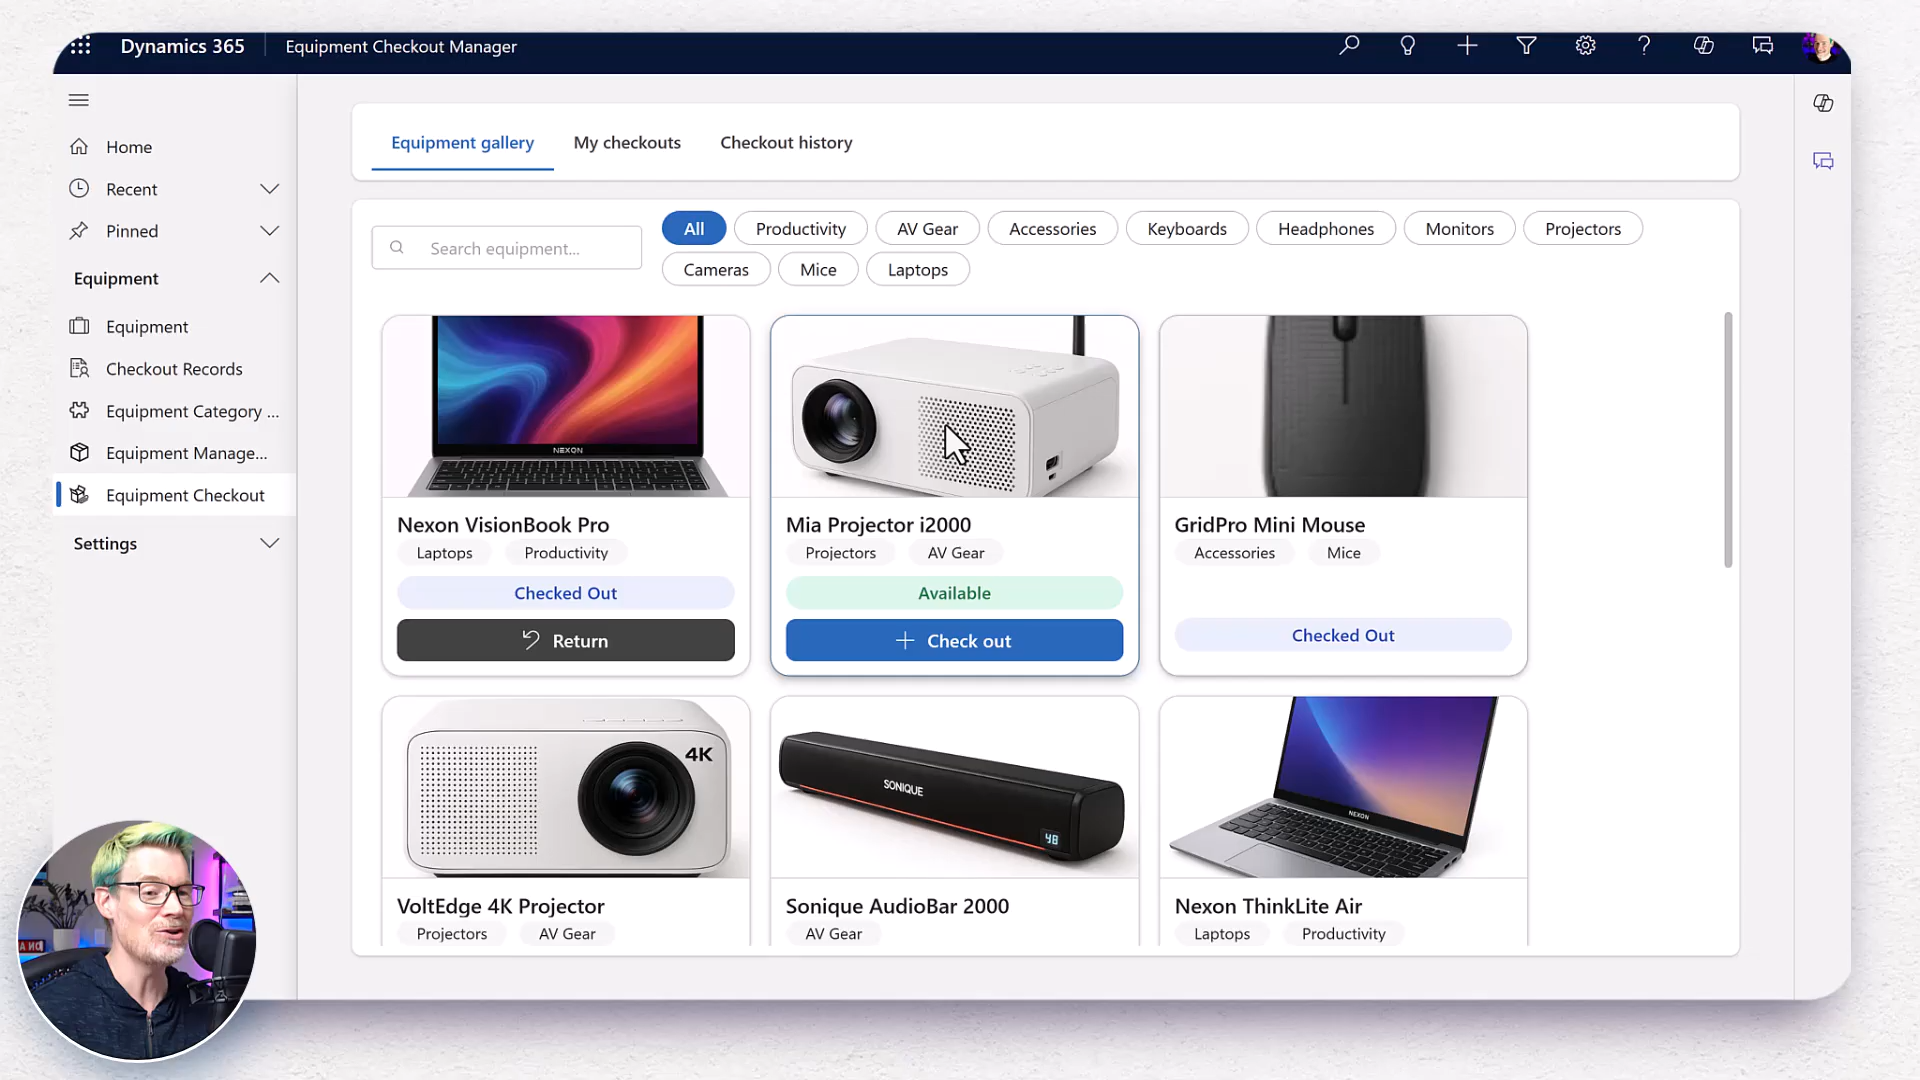 Dynamics 365
Equipment Checkout Manager
Home
Recent
Pinned
Equipment
Equipment
Checkout Records
Equipment Category ...
Equipment Manage...
Equipment Checkout
Settings
Equipment gallery
My checkouts
Checkout history
Search equipment...
All
Productivity
AV Gear
Accessories
Keyboards
Headphones
Monitors
Projectors
Cameras
Mice
Laptops
NEXON
Nexon VisionBook Pro
Laptops
Productivity
Checked Out
Return
Mia Projector i2000
Projectors
AV Gear
Available
Check out
GridPro Mini Mouse
Accessories
Mice
Checked Out
4K
VoltEdge 4K Projector
Projectors
AV Gear
SONIQUE
48
Sonique AudioBar 2000
AV Gear
NEXON
Nexon ThinkLite Air
Laptops
Productivity